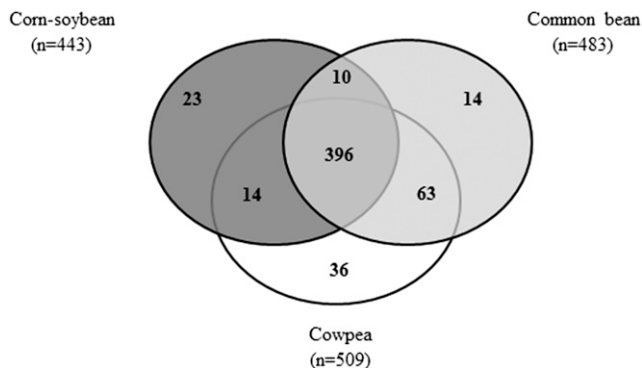 Corn-soybean
(n=443)
Common bean
(n=483)
10
23
14
396
14
63
36
Cowpea
(n=509)